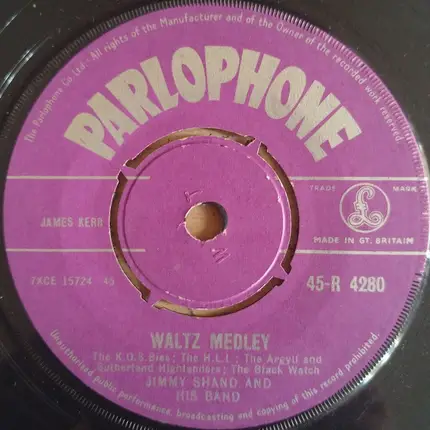 The Parlophone Co Ltd · All rights of the Manufacturer and of the Owner of the recorded work reserved.
PARLOPHONE
TRADE MARK
£
JAMES KERR
MADE IN GT. BRITAIN
7XCE 15724 45
45-R 4280
WALTZ MEDLEY
The K.O.S.Bies; The H.L.I.; The Argyll and
Sutherland Highlanders; The Black Watch
JIMMY SHAND AND
HIS BAND
Unauthorised public performance, broadcasting and copying of this record prohibited.